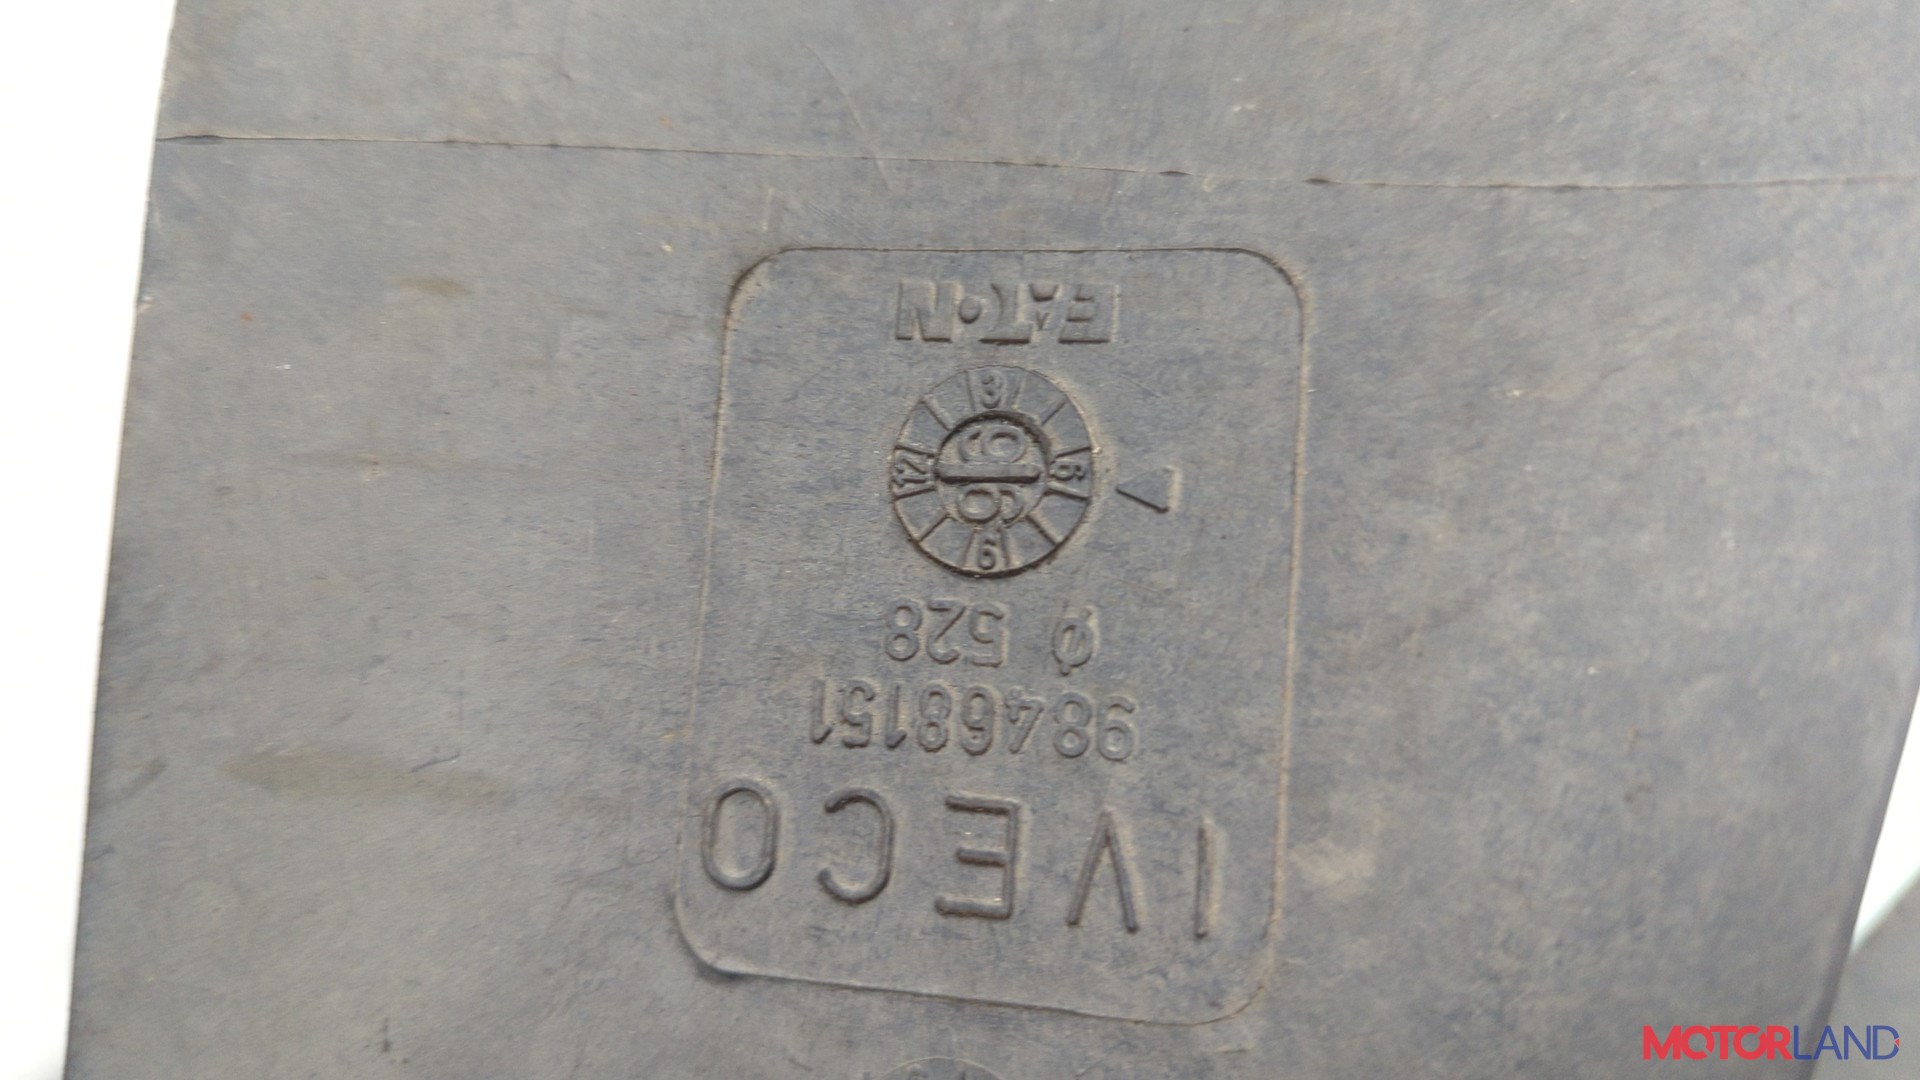 IVECO
98468151
Ø 528
9
6 12
3
EATON
MOTORLAND